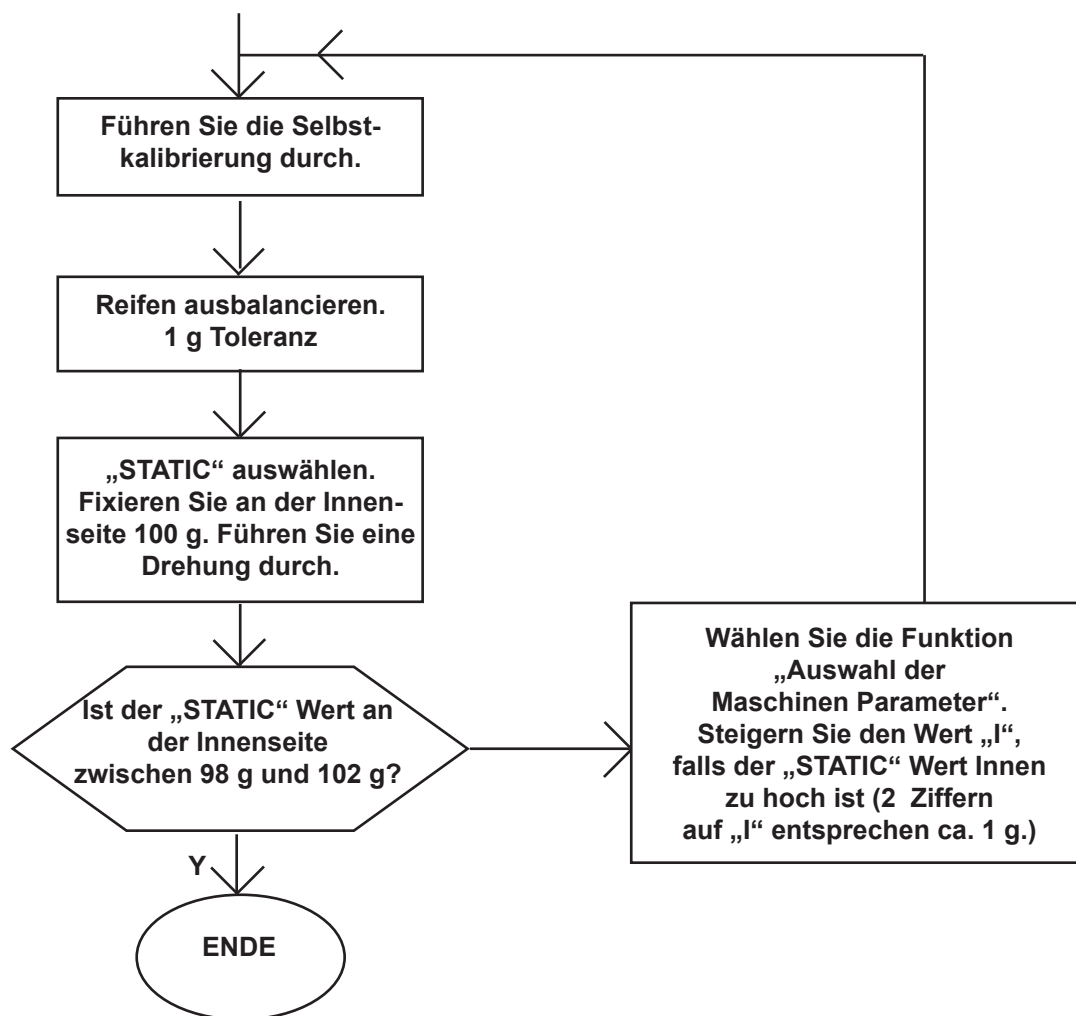 Führen Sie die Selbst-
kalibrierung durch.
Reifen ausbalancieren.
1 g Toleranz
„STATIC“ auswählen.
Fixieren Sie an der Innen-
seite 100 g. Führen Sie eine
Drehung durch.
Ist der „STATIC“ Wert an
der Innenseite
zwischen 98 g und 102 g?
Wählen Sie die Funktion
„Auswahl der
Maschinen Parameter“.
Steigern Sie den Wert „I“,
falls der „STATIC“ Wert Innen
zu hoch ist (2 Ziffern
auf „I“ entsprechen ca. 1 g.)
Y
ENDE